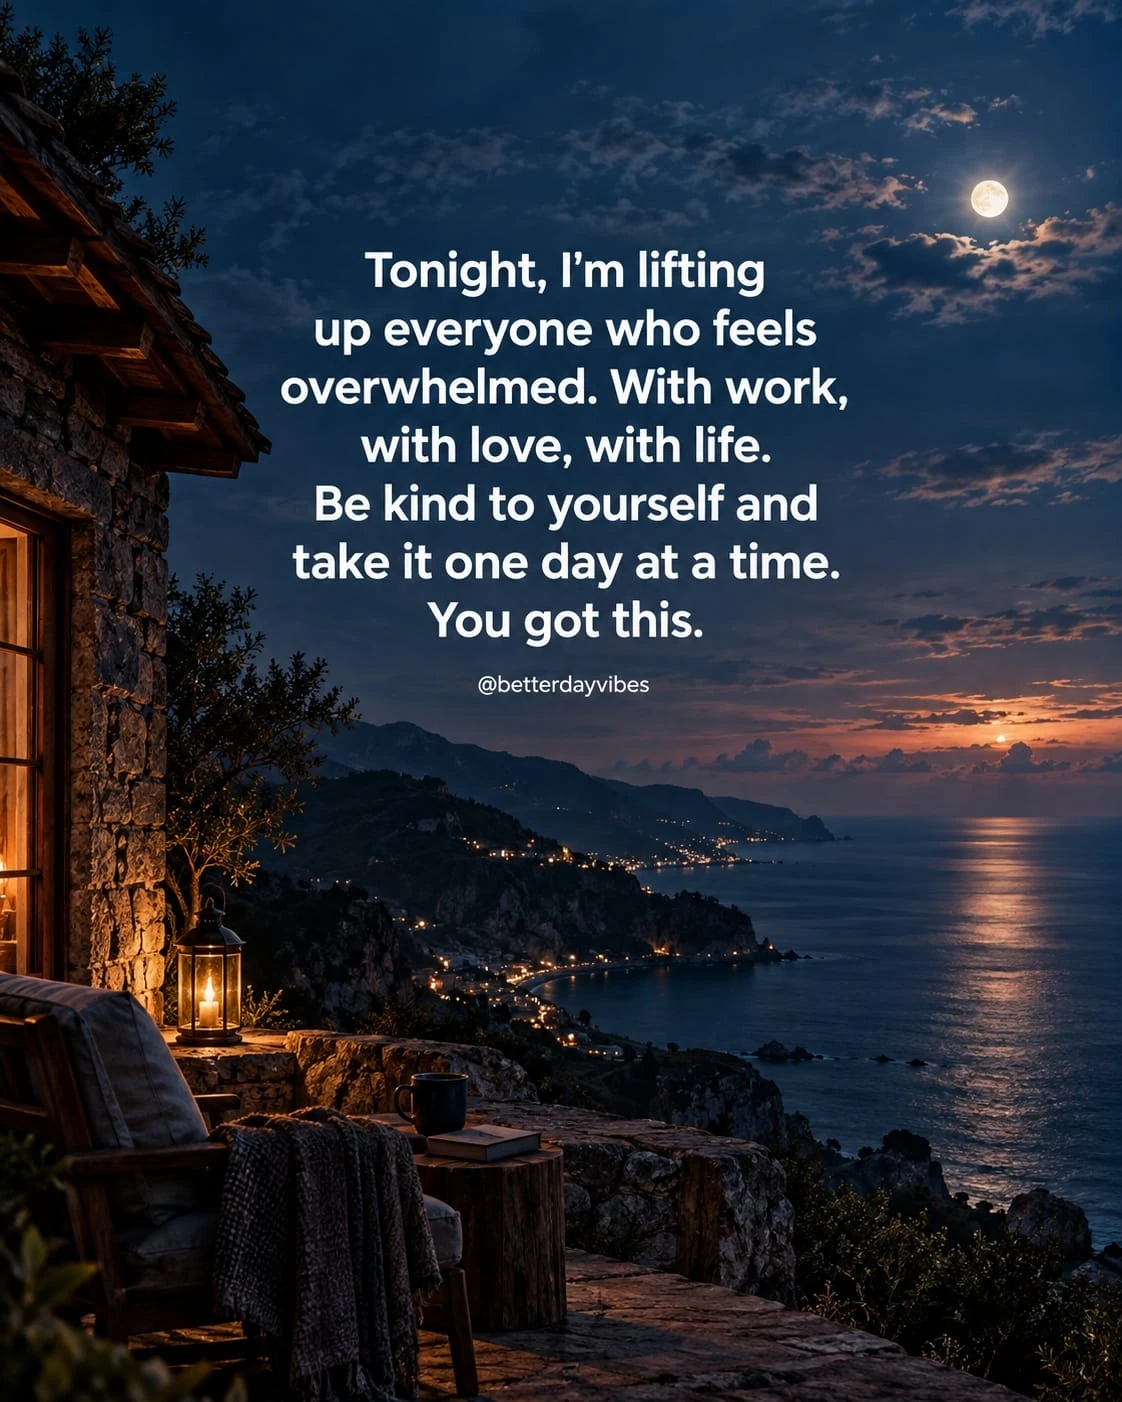 Tonight, I'm lifting
up everyone who feels
overwhelmed. With work,
with love, with life.
Be kind to yourself and
take it one day at a time.
You got this.
@betterdayvibes